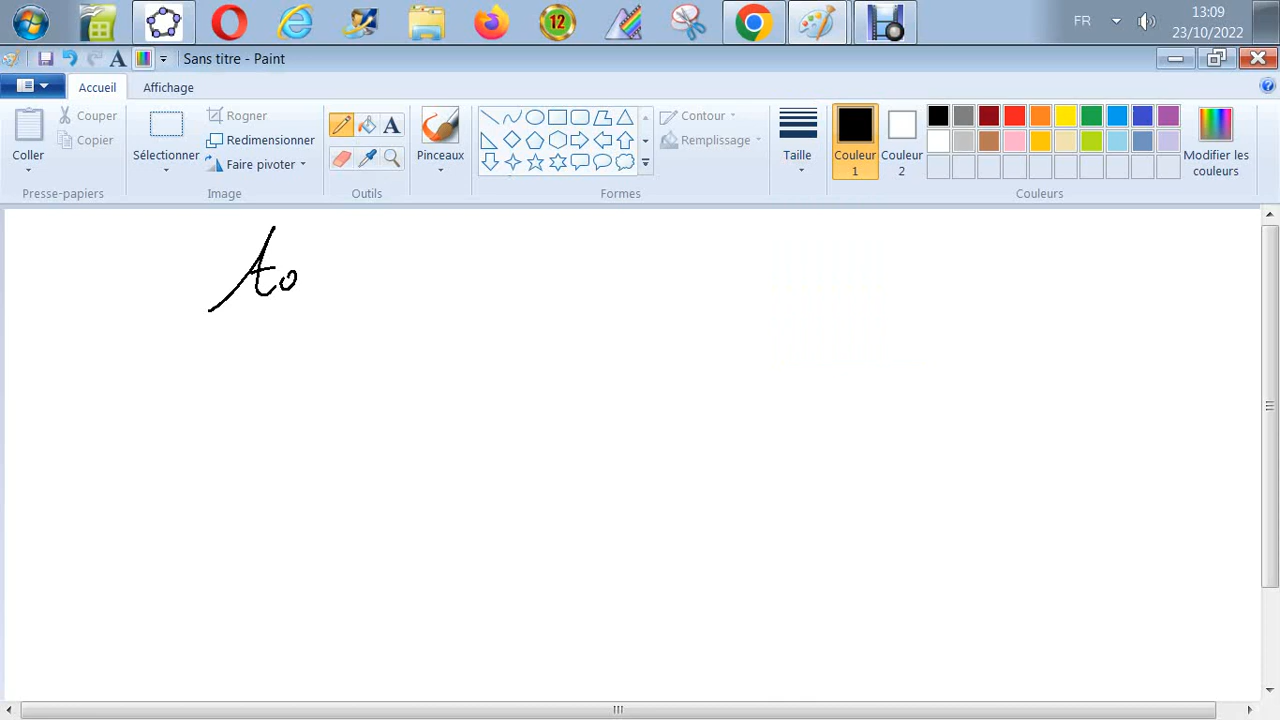 12
FR
13:09
23/10/2022
Sans titre - Paint
Accueil
Affichage
Coller
Couper
Copier
Presse-papiers
Sélectionner
Rogner
Redimensionner
Faire pivoter
Image
A
Outils
Pinceaux
Contour
Remplissage
Formes
Taille
Couleur 1
Couleur 2
Modifier les couleurs
Couleurs